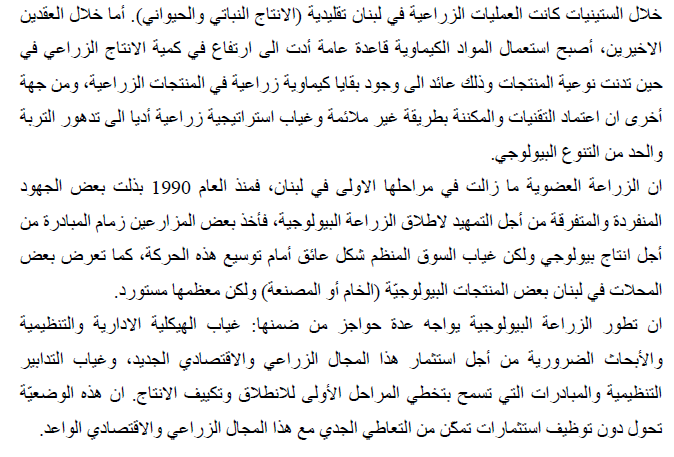 خلال الستينيات كانت العمليات الزراعية في لبنان تقليدية (الانتاج النباتي والحيواني). أما خلال العقدين
الاخيرين، أصبح استعمال المواد الكيماوية قاعدة عامة أدت الى ارتفاع في كمية الانتاج الزراعي في
حين تدنت نوعية المنتجات وذلك عائد الى وجود بقايا كيماوية زراعية في المنتجات الزراعية، ومن جهة
أخرى ان اعتماد التقنيات والمكننة بطريقة غير ملائمة وغياب استراتيجية زراعية أديا الى تدهور التربة
والحد من التنوع البيولوجي.
ان الزراعة العضوية ما زالت في مراحلها الاولى في لبنان، فمنذ العام 1990 بذلت بعض الجهود
المنفردة والمتفرقة من أجل التمهيد لاطلاق الزراعة البيولوجية، فأخذ بعض المزارعين زمام المبادرة من
أجل انتاج بيولوجي ولكن غياب السوق المنظم شكل عائق أمام توسيع هذه الحركة، كما تعرض بعض
المحلات في لبنان بعض المنتجات البيولوجيّة (الخام أو المصنعة) ولكن معظمها مستورد.
ان تطور الزراعة البيولوجية يواجه عدة حواجز من ضمنها: غياب الهيكلية الادارية والتنظيمية
والأبحاث الضرورية من أجل استثمار هذا المجال الزراعي والاقتصادي الجديد، وغياب التدابير
التنظيمية والمبادرات التي تسمح بتخطي المراحل الأولى للانطلاق وتكييف الانتاج. ان هذه الوضعيّة
تحول دون توظيف استثمارات تمكّن من التعاطي الجدي مع هذا المجال الزراعي والاقتصادي الواعد.